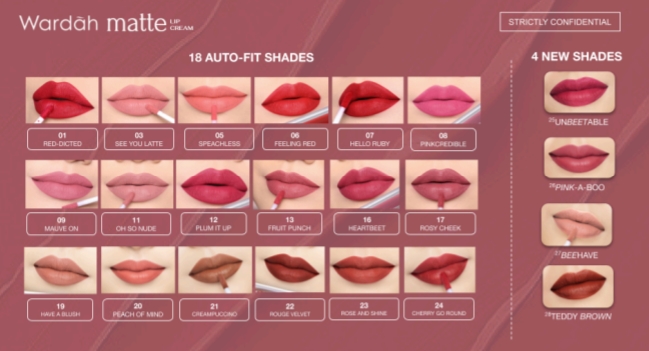 Wardah matte LIP
CREAM
STRICTLY CONFIDENTIAL
18 AUTO-FIT SHADES
4 NEW SHADES
01
RED-DICTED
03
SEE YOU LATTE
05
SPEACHLESS
06
FEELING RED
07
HELLO RUBY
08
PINKCREDIBLE
09
MAUVE ON
11
OH SO NUDE
12
PLUM IT UP
13
FRUIT PUNCH
16
HEARTBEET
17
ROSY CHEEK
19
HAVE A BLUSH
20
PEACH OF MIND
21
CREAMPUCCINO
22
ROUGE VELVET
23
ROSE AND SHINE
24
CHERRY GO ROUND
25UNBEETABLE
26PINK-A-BOO
27BEEHAVE
28TEDDY BROWN